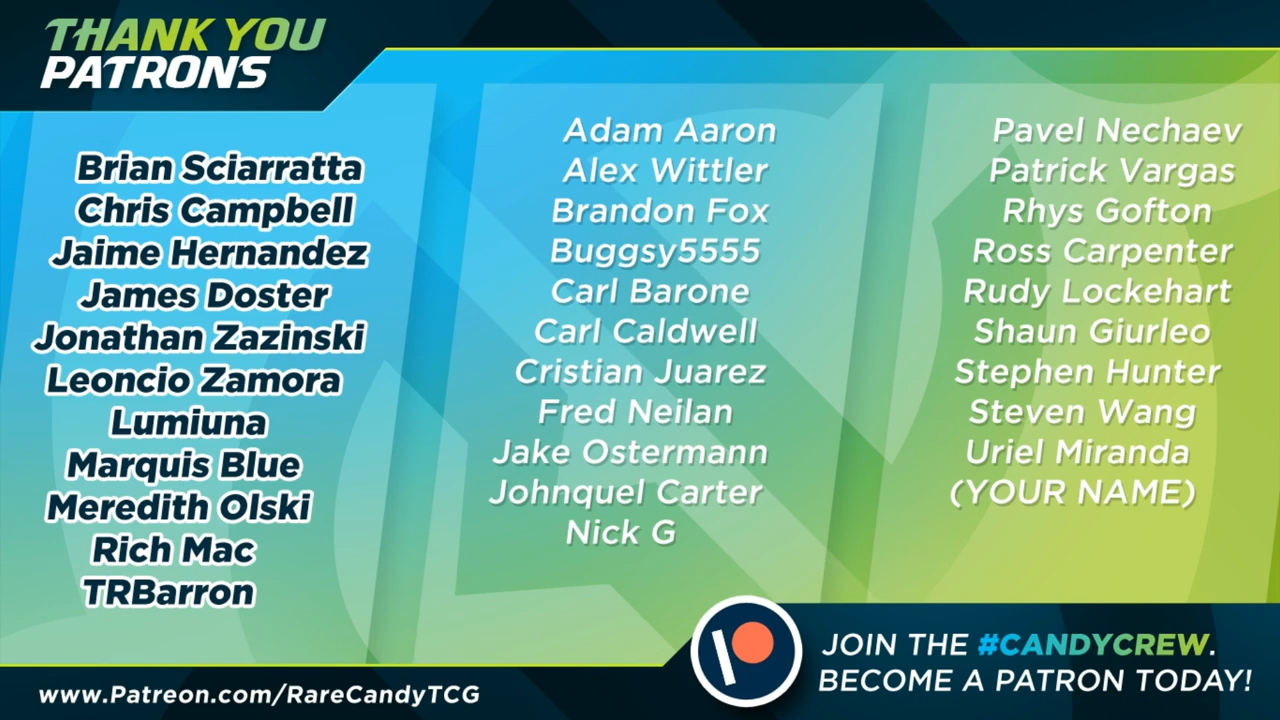 THANK YOU
PATRONS
Brian Sciarratta
Chris Campbell
Jaime Hernandez
James Doster
Jonathan Zazinski
Leoncio Zamora
Lumiuna
Marquis Blue
Meredith Olski
Rich Mac
TRBarron
Adam Aaron
Alex Wittler
Brandon Fox
Buggsy5555
Carl Barone
Carl Caldwell
Cristian Juarez
Fred Neilan
Jake Ostermann
Johnquel Carter
Nick G
Pavel Nechaev
Patrick Vargas
Rhys Gofton
Ross Carpenter
Rudy Lockehart
Shaun Giurleo
Stephen Hunter
Steven Wang
Uriel Miranda
(YOUR NAME)
www.Patreon.com/RareCandyTCG
JOIN THE #CANDYCREW.
BECOME A PATRON TODAY!